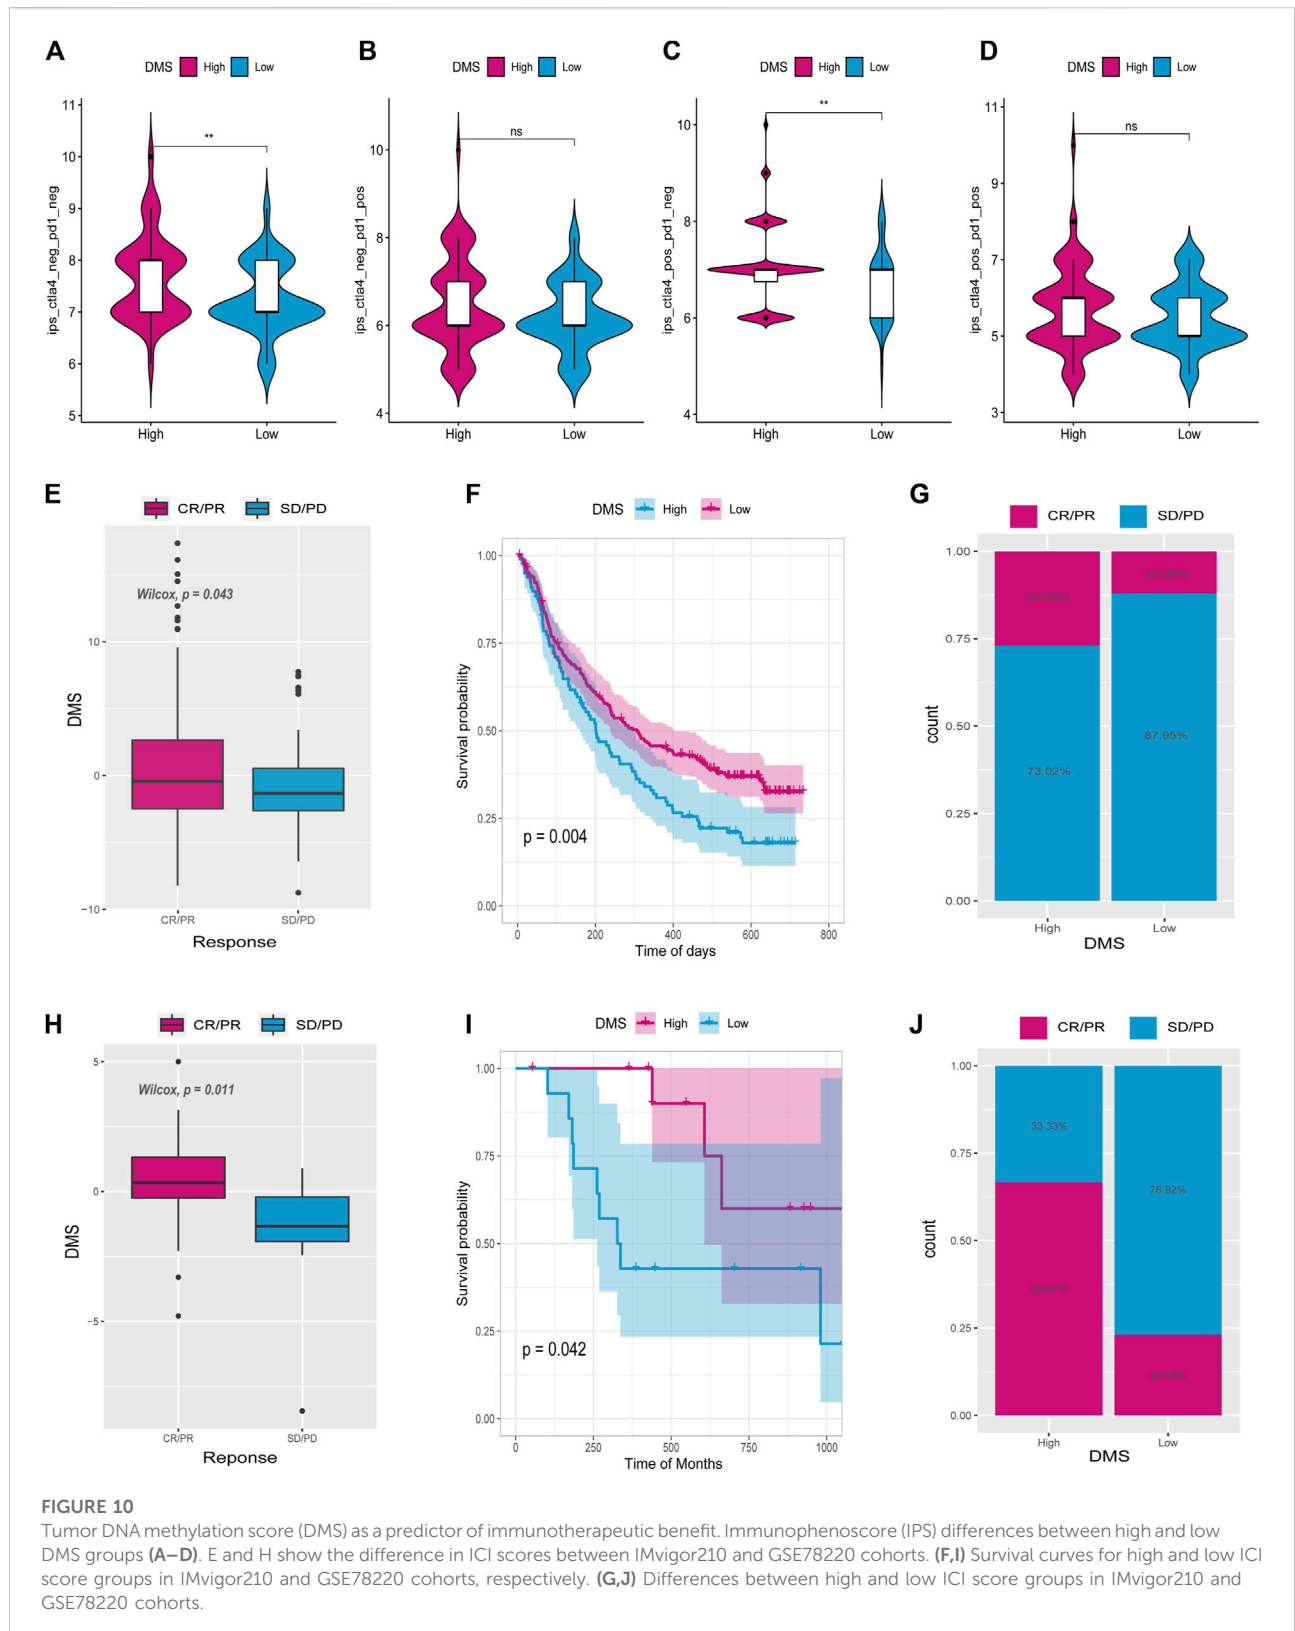 A
DMS High Low
11
10
9
8
7
6
5
ips_ctla4_neg_pd1_neg
**
High Low
B
DMS High Low
10
8
6
4
ips_ctla4_neg_pd1_pos
ns
High Low
C
DMS High Low
10
8
6
4
ips_ctla4_pos_pd1_neg
**
High Low
D
DMS High Low
11
9
7
5
3
ips_ctla4_pos_pd1_pos
ns
High Low
E
CR/PR SD/PD
Wilcox, p = 0.043
10
0
−10
DMS
CR/PR SD/PD
Response
F
DMS High Low
1.00
0.75
0.50
0.25
0.00
Survival probability
p = 0.004
0 200 400 600 800
Time of days
G
CR/PR SD/PD
1.00
0.75
0.50
0.25
0.00
count
73.02%
87.95%
High Low
DMS
H
CR/PR SD/PD
Wilcox, p = 0.011
5
0
−5
DMS
CR/PR SD/PD
Reponse
I
DMS High Low
1.00
0.75
0.50
0.25
0.00
Survival probability
p = 0.042
0 250 500 750 1000
Time of Months
J
CR/PR SD/PD
1.00
0.75
0.50
0.25
0.00
count
33.33%
76.92%
High Low
DMS
FIGURE 10
Tumor DNA methylation score (DMS) as a predictor of immunotherapeutic benefit. Immunophenoscore (IPS) differences between high and low
DMS groups (A–D). E and H show the difference in ICI scores between IMvigor210 and GSE78220 cohorts. (F,I) Survival curves for high and low ICI
score groups in IMvigor210 and GSE78220 cohorts, respectively. (G,J) Differences between high and low ICI score groups in IMvigor210 and
GSE78220 cohorts.